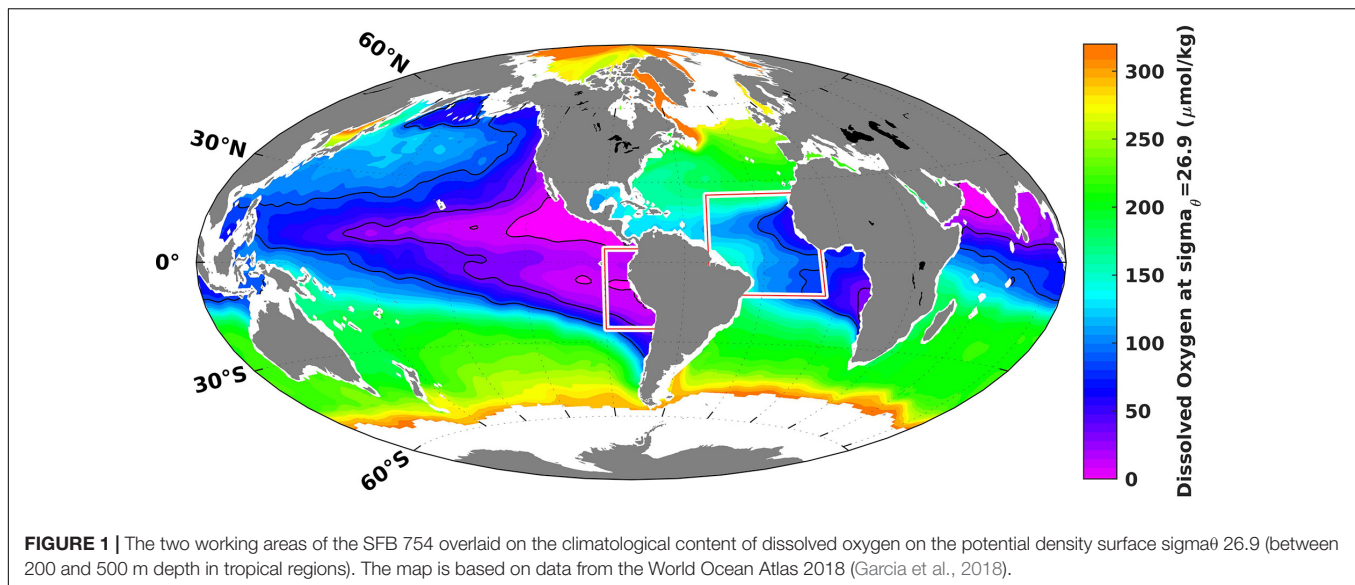 60°N
30°N
0°
30°S
60°S
300
250
200
150
100
50
0
Dissolved Oxygen at sigma_θ=26.9 (μmol/kg)
FIGURE 1 | The two working areas of the SFB 754 overlaid on the climatological content of dissolved oxygen on the potential density surface sigmaθ 26.9 (between
200 and 500 m depth in tropical regions). The map is based on data from the World Ocean Atlas 2018 (Garcia et al., 2018).